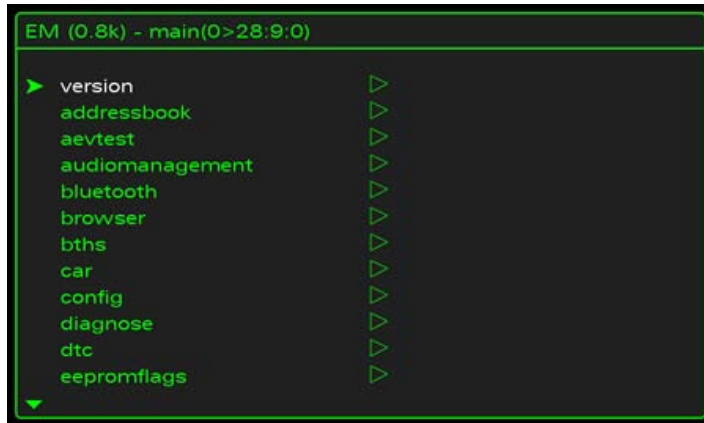 EM (0.8k) - main(0>28:9:0)
version
addressbook
aevtest
audiomanagement
bluetooth
browser
bths
car
config
diagnose
dtc
eepromflags